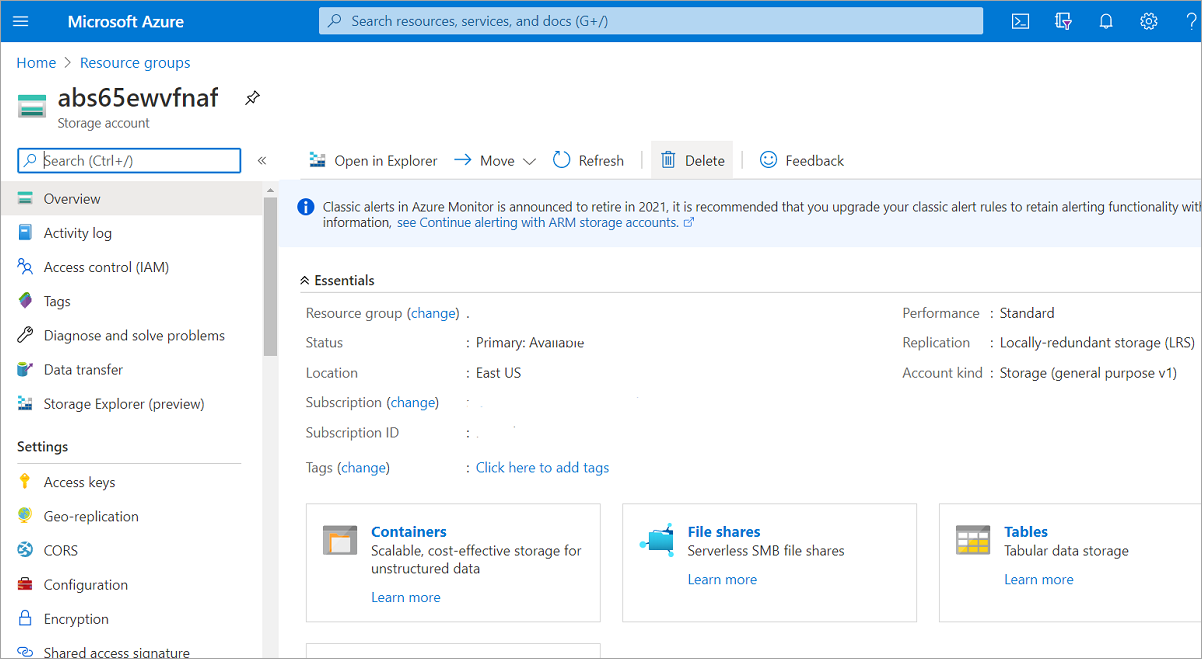 Microsoft Azure
Search resources, services, and docs (G+/)
Home > Resource groups
abs65ewvfnaf
Storage account
Search (Ctrl+/)
«
Overview
Activity log
Access control (IAM)
Tags
Diagnose and solve problems
Data transfer
Storage Explorer (preview)
Settings
Access keys
Geo-replication
CORS
Configuration
Encryption
Shared access signature
Open in Explorer
Move
Refresh
Delete
Feedback
Classic alerts in Azure Monitor is announced to retire in 2021, it is recommended that you upgrade your classic alert rules to retain alerting functionality with
information, see Continue alerting with ARM storage accounts.
Essentials
Resource group (change)
Status : Primary: Available
Location : East US
Subscription (change)
Subscription ID :
Tags (change) : Click here to add tags
Performance : Standard
Replication : Locally-redundant storage (LRS)
Account kind : Storage (general purpose v1)
Containers
Scalable, cost-effective storage for
unstructured data
Learn more
File shares
Serverless SMB file shares
Learn more
Tables
Tabular data storage
Learn more